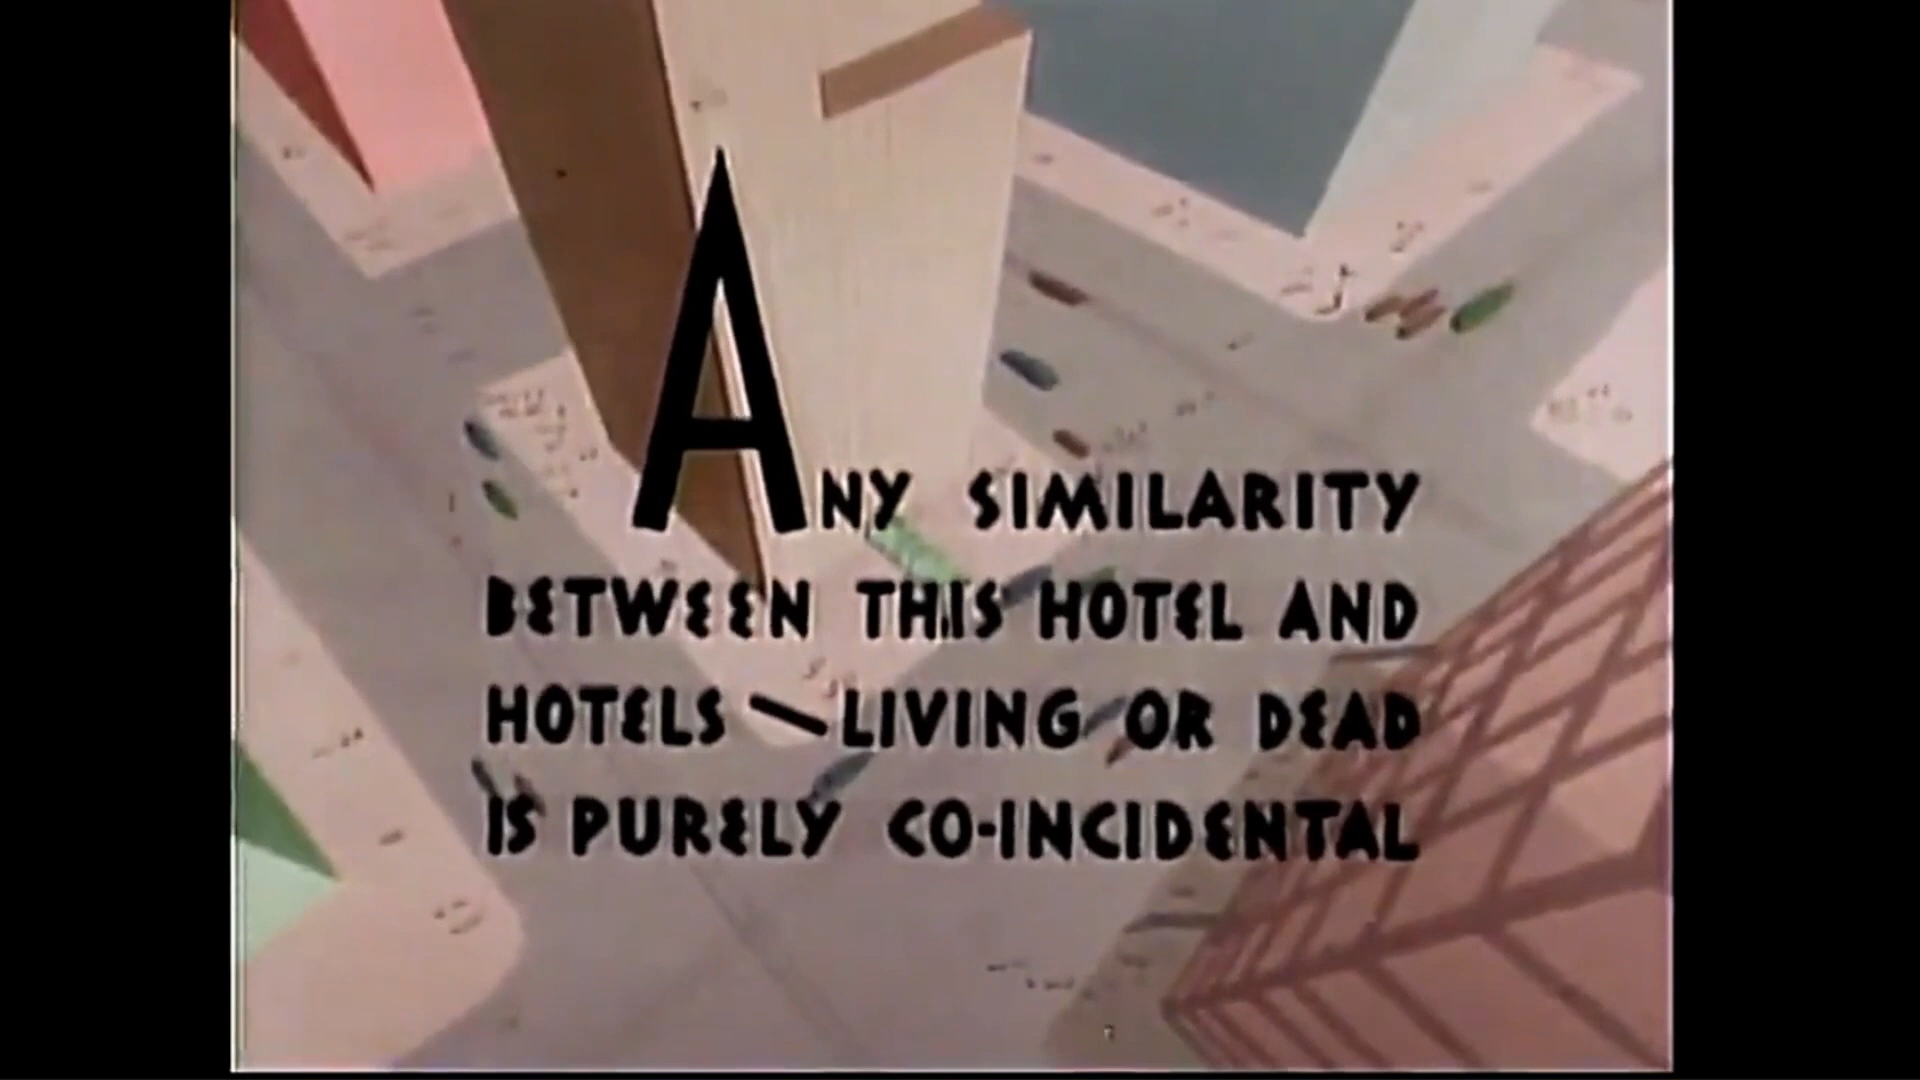 ANY SIMILARITY
BETWEEN THIS HOTEL AND
HOTELS — LIVING OR DEAD
IS PURELY CO-INCIDENTAL